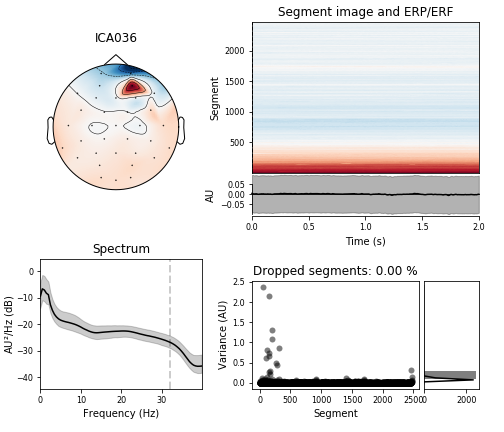 ICA036
Segment image and ERP/ERF
Segment
2000
1500
1000
500
AU
0.05
0.00
−0.05
0.0 0.5 1.0 1.5 2.0
Time (s)
Spectrum
AU²/Hz (dB)
0
−10
−20
−30
−40
0 10 20 30
Frequency (Hz)
Dropped segments: 0.00 %
Variance (AU)
2.5
2.0
1.5
1.0
0.5
0.0
0 500 1000 1500 2000 2500
Segment
0 2000